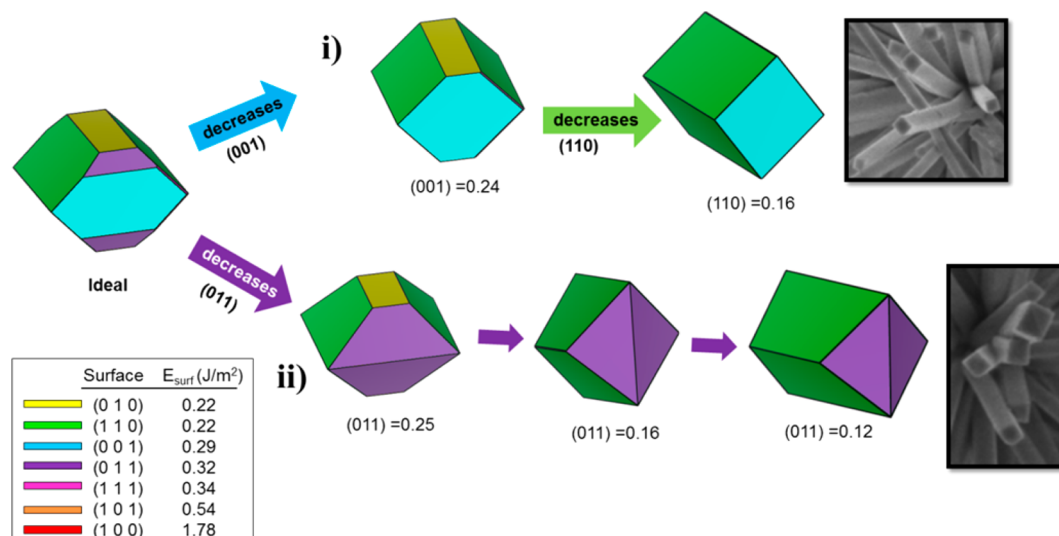 i)
decreases
(001)
decreases
(110)
(001) =0.24
(110) =0.16
Ideal
decreases
(011)
ii)
(011) =0.25
(011) =0.16
(011) =0.12
Surface Esurf (J/m²)
(0 1 0) 0.22
(1 1 0) 0.22
(0 0 1) 0.29
(0 1 1) 0.32
(1 1 1) 0.34
(1 0 1) 0.54
(1 0 0) 1.78